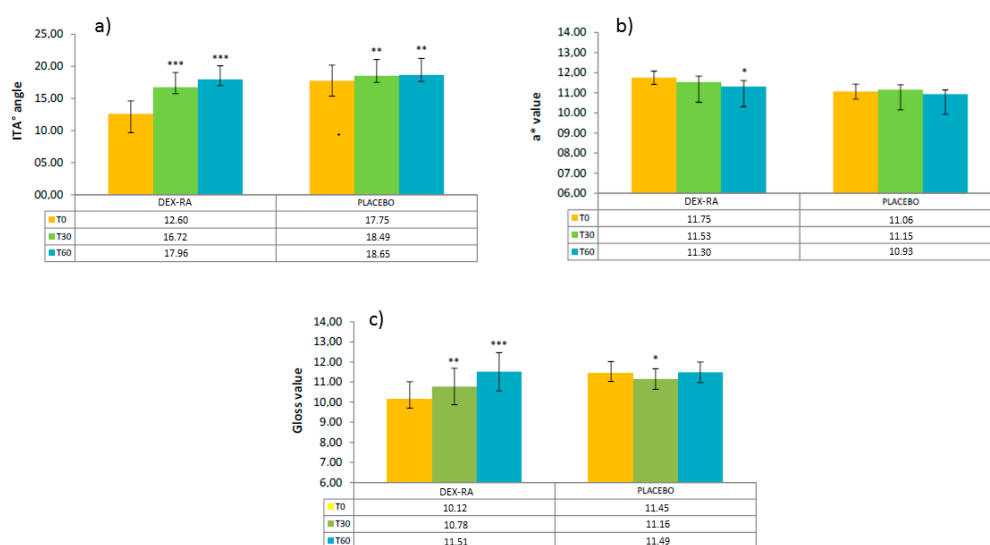 a)
25,00
20.00
15.00
10.00
05.00
00.00
ITA° angle
*** *** ** **
DEX-RA PLACEBO
T0 12.60 17.75
T30 16.72 18.49
T60 17.96 18.65
b)
14.00
13.00
12.00
11.00
10.00
09.00
08.00
07.00
06.00
a* value
*
DEX-RA PLACEBO
T0 11.75 11.06
T30 11.53 11.15
T60 11.30 10.93
c)
14,00
13,00
12,00
11,00
10,00
9,00
8,00
7.00
6,00
Gloss value
** *** *
DEX-RA PLACEBO
T0 10.12 11.45
T30 10.78 11.16
T60 11.51 11.49